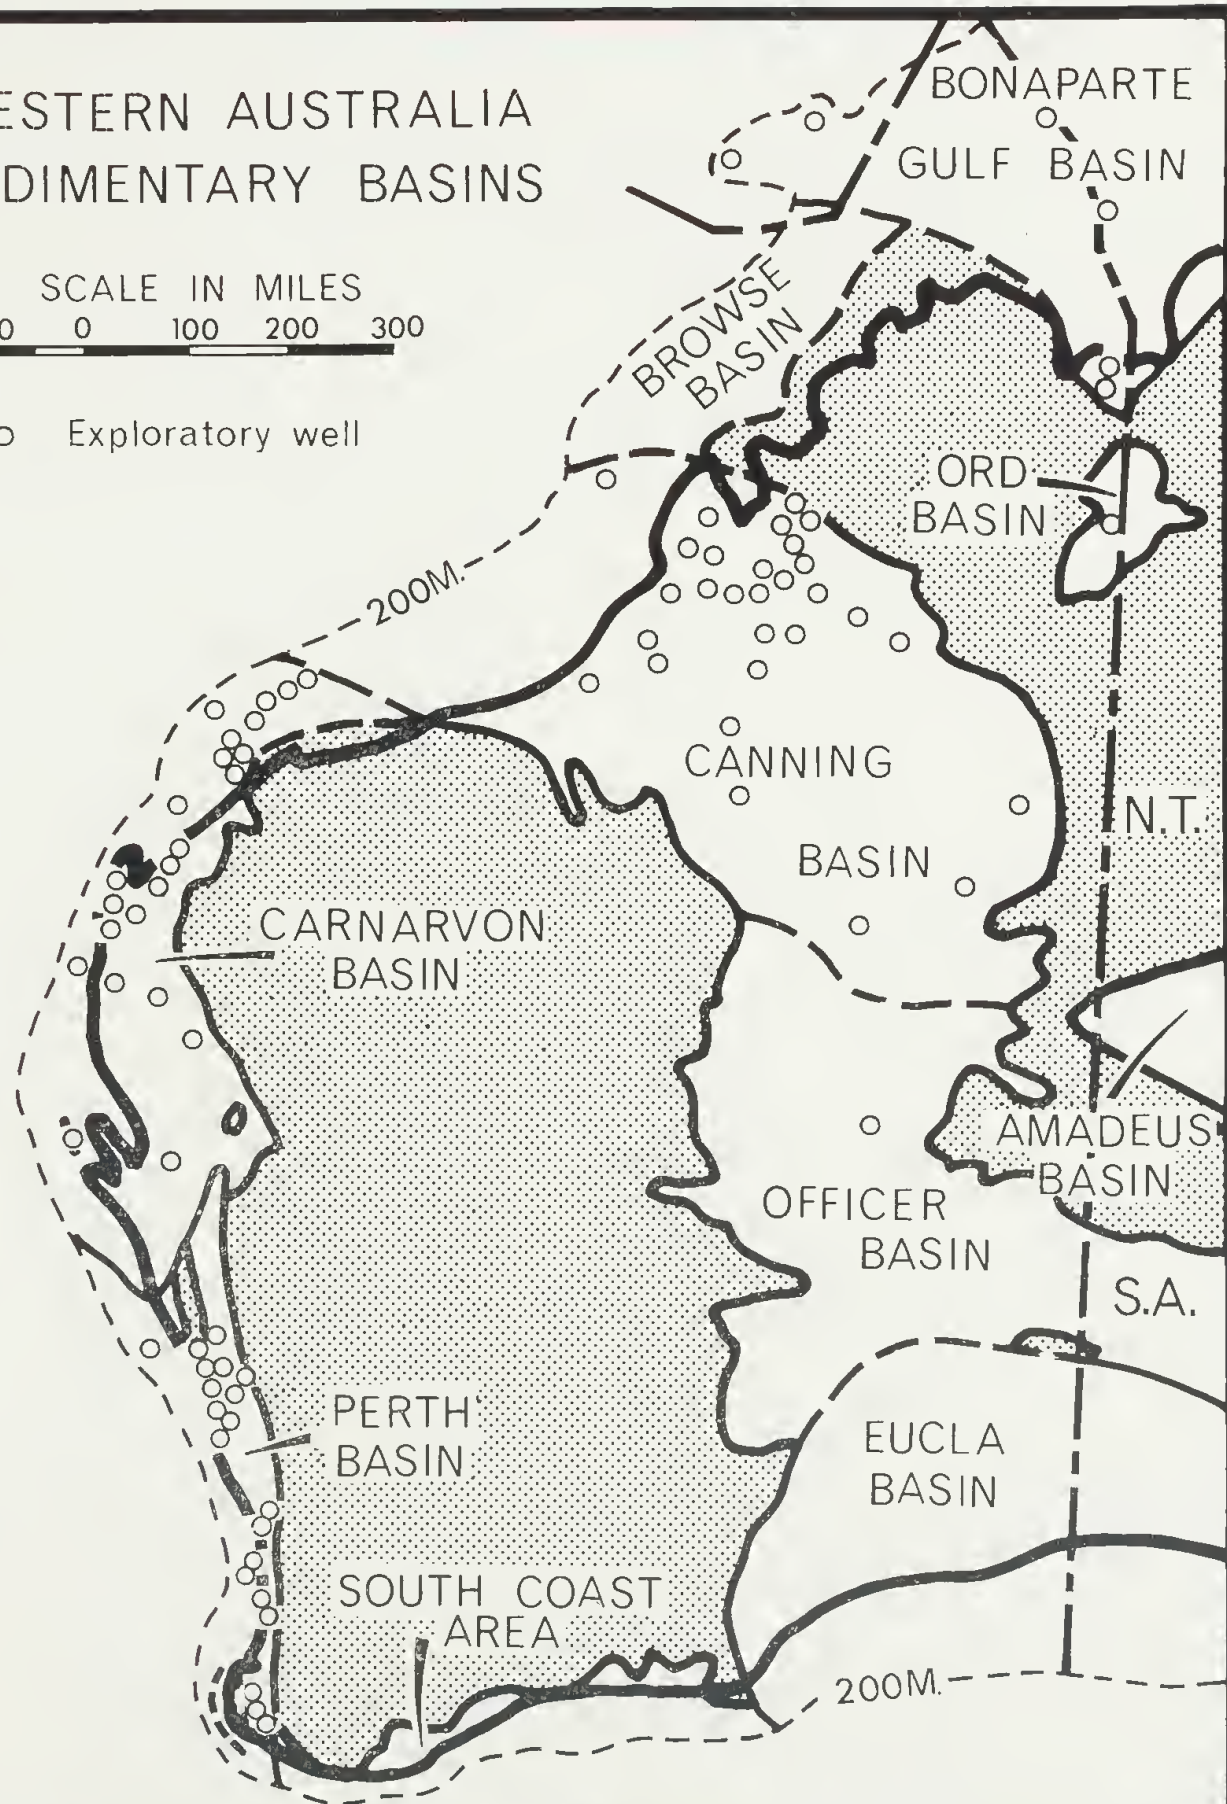 ESTERN AUSTRALIA
DIMENTARY BASINS
SCALE IN MILES
0 0 100 200 300
Exploratory well
BONAPARTE
GULF BASIN
BROWSE
BASIN
ORD
BASIN
200M.
CANNING
BASIN
N.T.
CARNARVON
BASIN
AMADEUS
BASIN
OFFICER
BASIN
S.A.
PERTH
BASIN
EUCLA
BASIN
SOUTH COAST
AREA
200M.